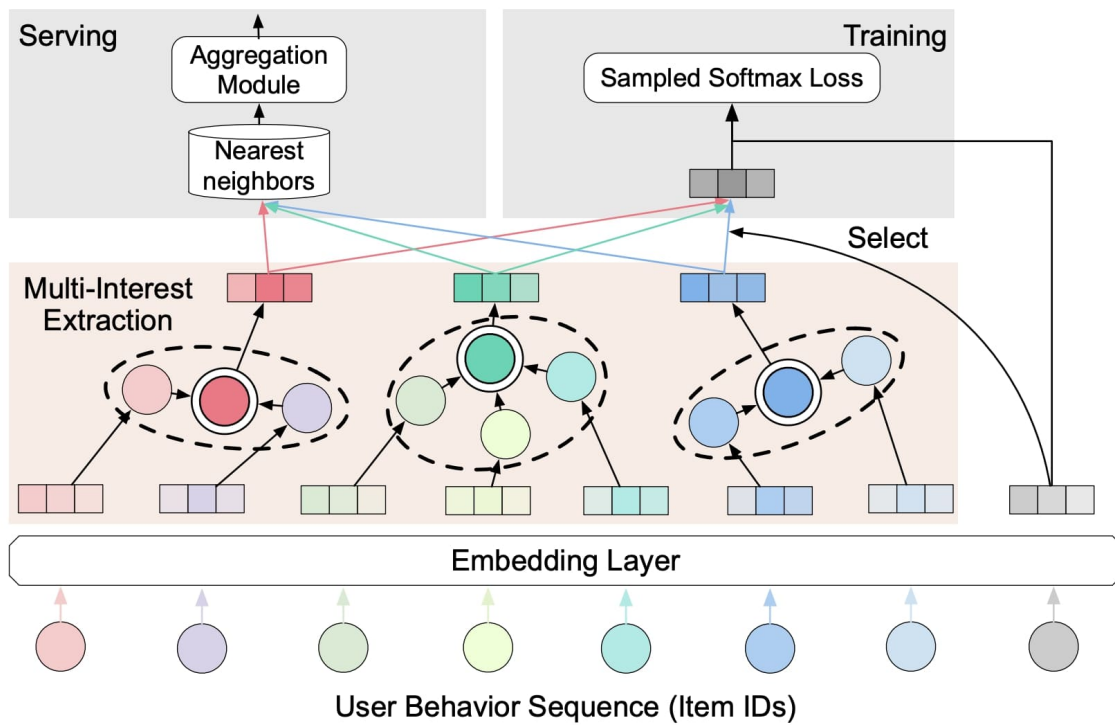 Serving
Aggregation
Module
Nearest
neighbors
Training
Sampled Softmax Loss
Select
Multi-Interest
Extraction
Embedding Layer
User Behavior Sequence (Item IDs)